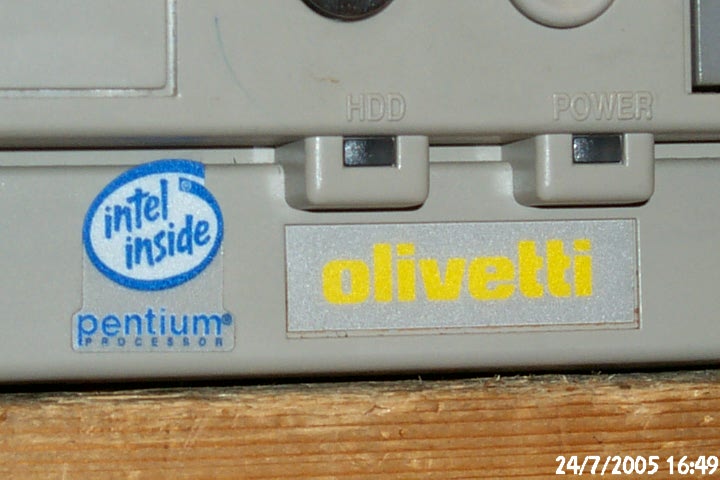 HDD POWER
intel
inside®
olivetti
pentium®
PROCESSOR
24/7/2005 16:49